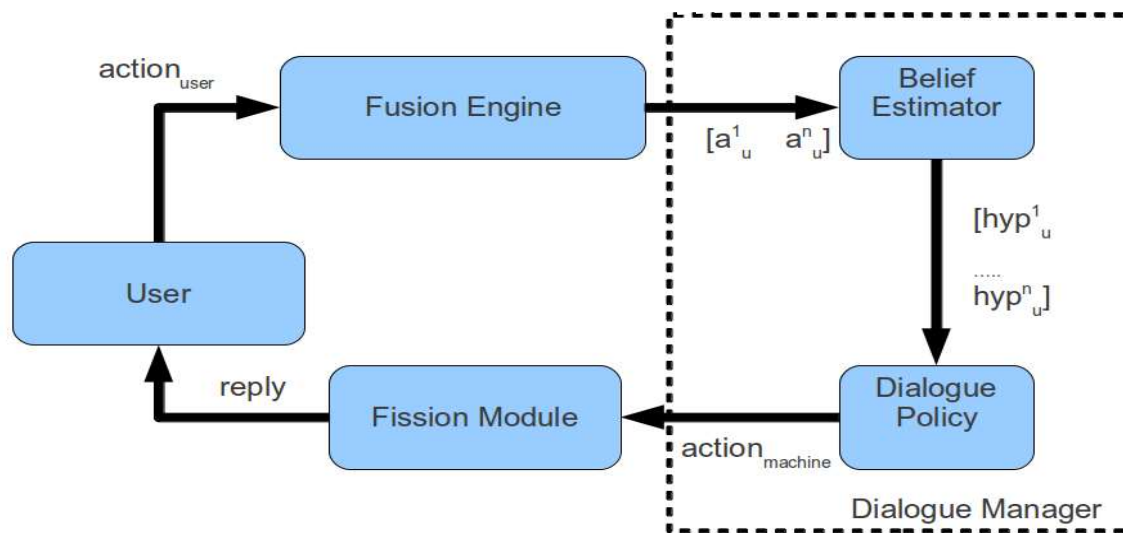 action_user
Fusion Engine
Belief
Estimator
[a^1_u a^n_u]
[hyp^1_u
.....
hyp^n_u]
User
reply
Fission Module
Dialogue
Policy
action_machine
Dialogue Manager